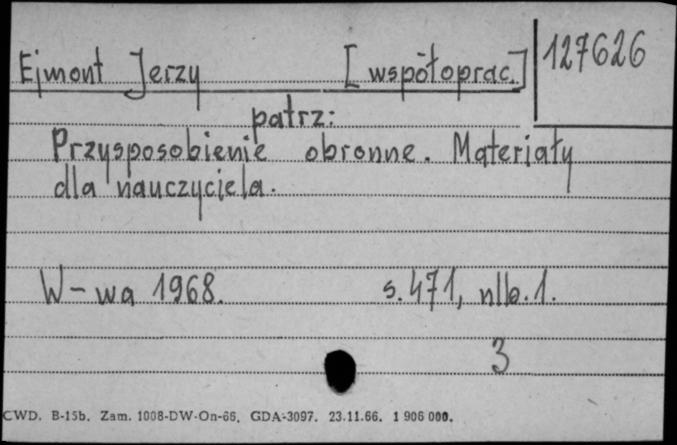 Ejmont Jerzy [współoprac.] 127626
patrz:
Przysposobienie obronne. Materiały
dla nauczyciela.
W-wa 1968. s. 471, nlb. 1.
3
CWD. B-15b. Zam. 1008-DW-On-66. GDA-3097. 23.11.66. 1 906 000.